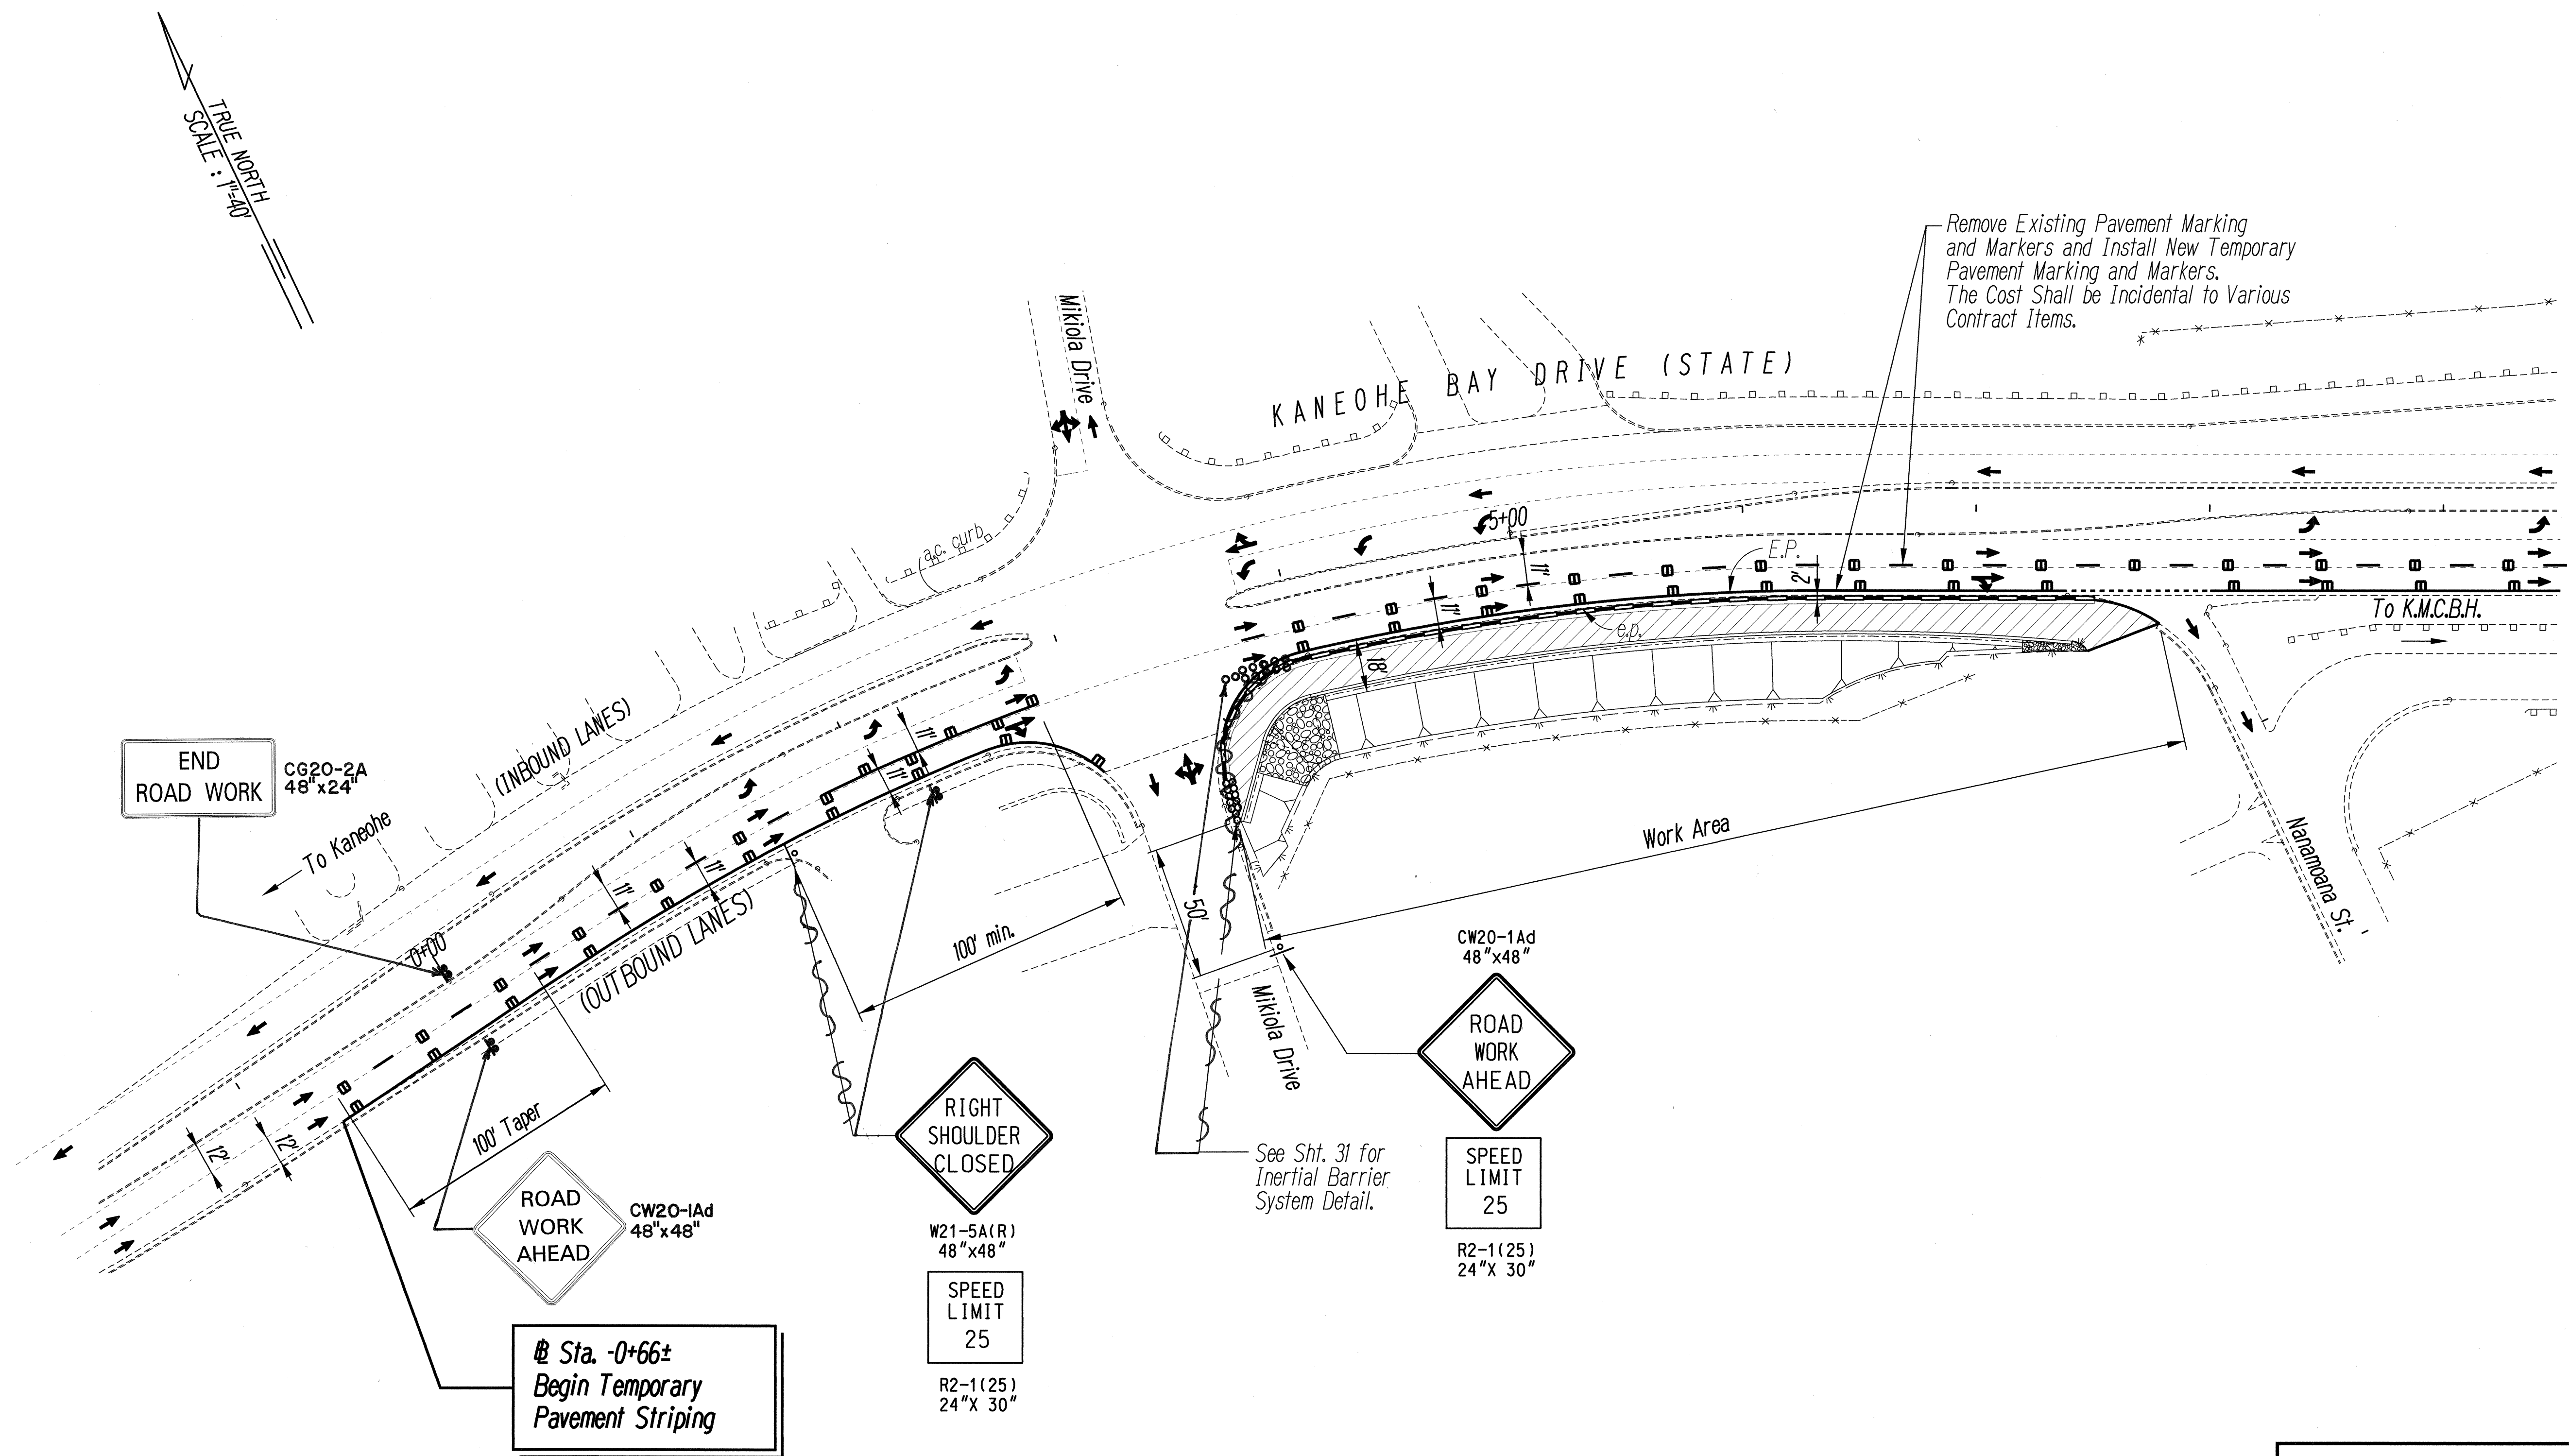 TRUE NORTH
SCALE : 1"=40'
Remove Existing Pavement Marking
and Markers and Install New Temporary
Pavement Marking and Markers.
The Cost Shall be Incidental to Various
Contract Items.
Mikiola Drive
KANEOHE BAY DRIVE (STATE)
a.c. curb
5+00
E.P.
11'
11'
2'
e.p.
18'
To K.M.C.B.H.
(INBOUND LANES)
END
ROAD WORK
CG20-2A
48"x24"
To Kaneohe
0+00
11'
11'
11'
11'
(OUTBOUND LANES)
100' min.
50'
Work Area
Nanamoana St.
Mikiola Drive
12'
12'
100' Taper
ROAD
WORK
AHEAD
CW20-1Ad
48"x48"
RIGHT
SHOULDER
CLOSED
W21-5A(R)
48"x48"
SPEED
LIMIT
25
R2-1(25)
24"X 30"
See Sht. 31 for
Inertial Barrier
System Detail.
CW20-1Ad
48"x48"
ROAD
WORK
AHEAD
SPEED
LIMIT
25
R2-1(25)
24"X 30"
BL Sta. -0+66±
Begin Temporary
Pavement Striping